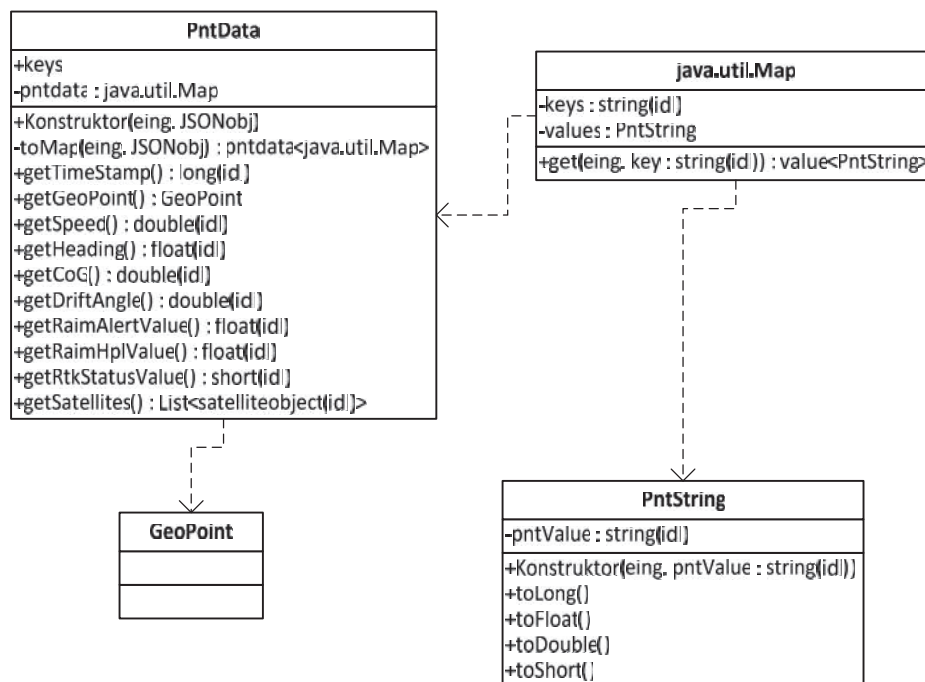 PntData
+keys
-pntdata : java.util.Map
+Konstruktor(eing. JSONobj)
-toMap(eing. JSONobj) : pntdata<java.util.Map>
+getTimeStamp() : long(idl)
+getGeoPoint() : GeoPoint
+getSpeed() : double(idl)
+getHeading() : float(idl)
+getCoG() : double(idl)
+getDriftAngle() : double(idl)
+getRaimAlertValue() : float(idl)
+getRaimHplValue() : float(idl)
+getRtkStatusValue() : short(idl)
+getSatellites() : List<satelliteobject(idl)>
java.util.Map
-keys : string(idl)
-values : PntString
+get(eing. key : string(idl)) : value<PntString>
GeoPoint
PntString
-pntValue : string(idl)
+Konstruktor(eing. pntValue : string(idl))
+toLong()
+toFloat()
+toDouble()
+toShort()